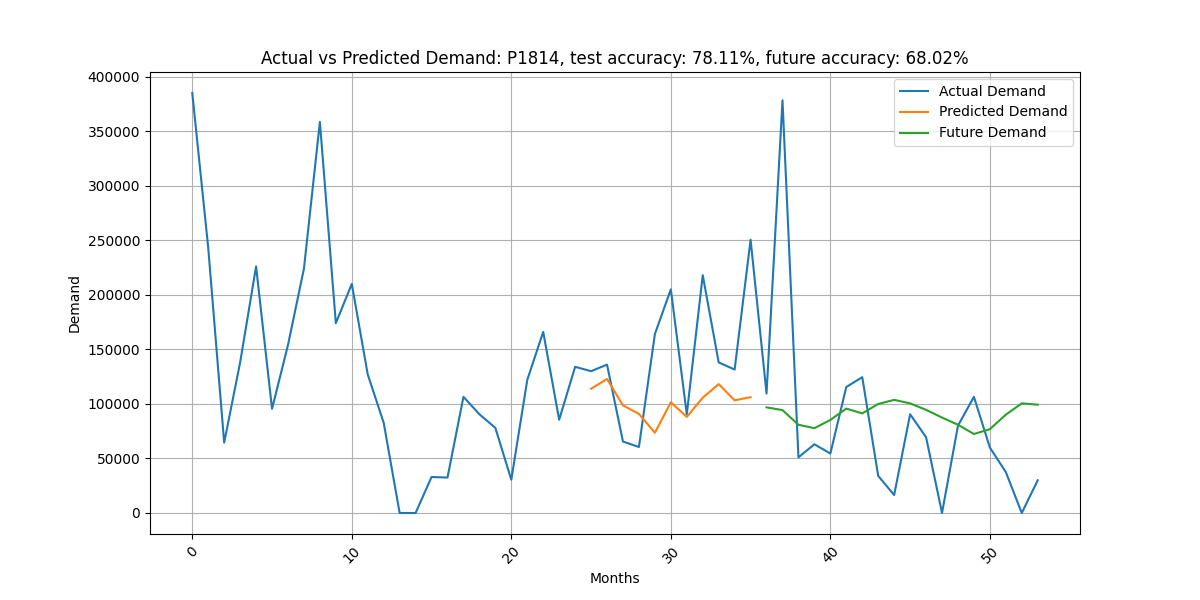 Actual vs Predicted Demand: P1814, test accuracy: 78.11%, future accuracy: 68.02%
400000
350000
300000
250000
200000
150000
100000
50000
0
Demand
Actual Demand
Predicted Demand
Future Demand
0
10
20
30
40
50
Months